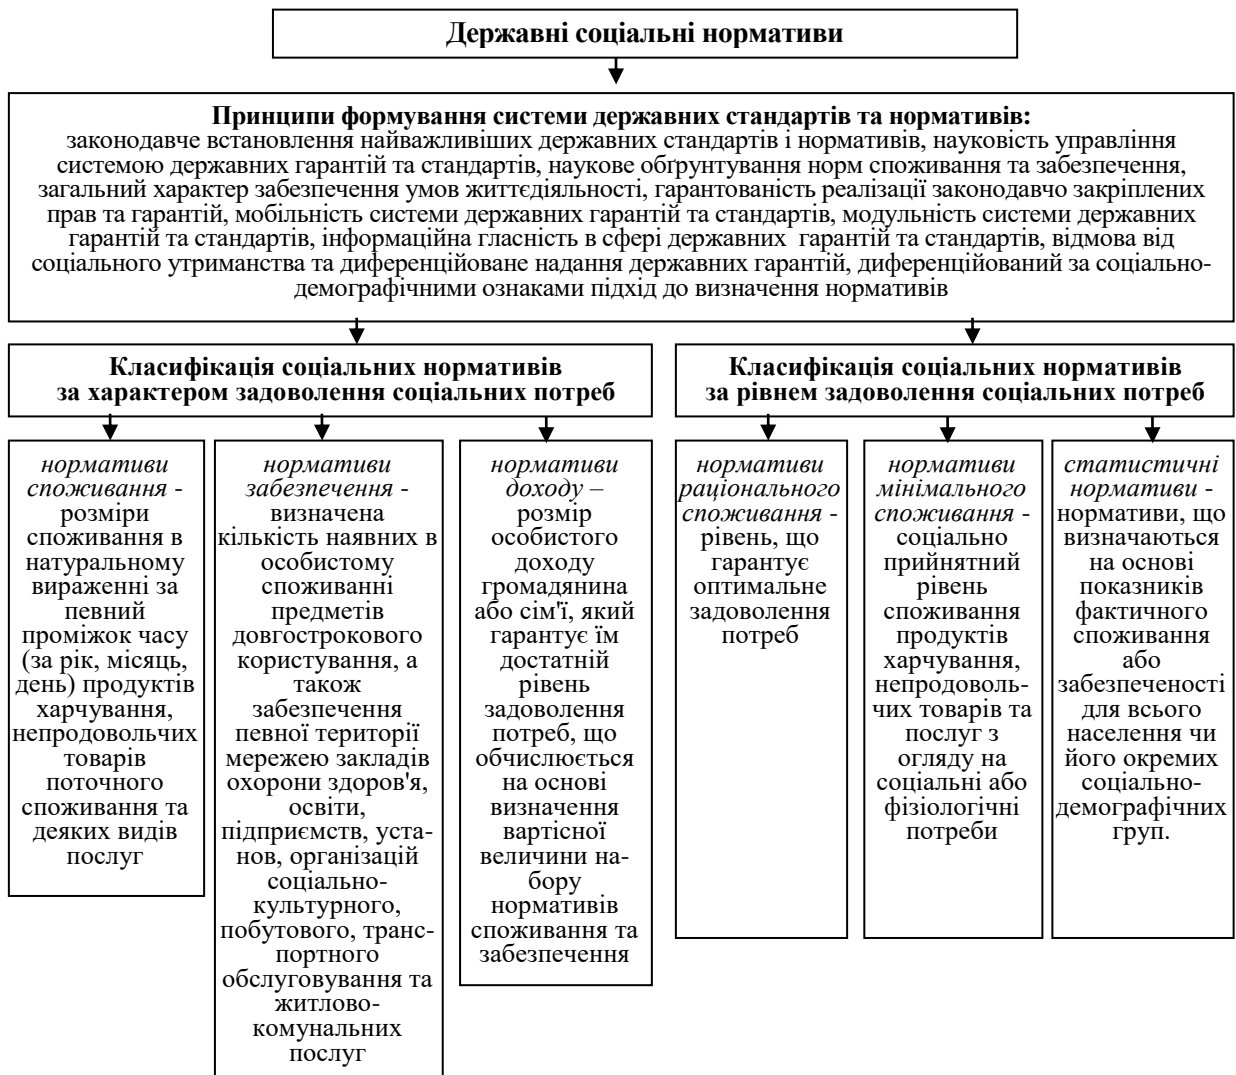 Державні соціальні нормативи
Принципи формування системи державних стандартів та нормативів:
законодавче встановлення найважливіших державних стандартів і нормативів, науковість управління
системою державних гарантій та стандартів, наукове обґрунтування норм споживання та забезпечення,
загальний характер забезпечення умов життєдіяльності, гарантованість реалізації законодавчо закріплених
прав та гарантій, мобільність системи державних гарантій та стандартів, модульність системи державних
гарантій та стандартів, інформаційна гласність в сфері державних гарантій та стандартів, відмова від
соціального утриманства та диференційоване надання державних гарантій, диференційований за соціально-
демографічними ознаками підхід до визначення нормативів
Класифікація соціальних нормативів
за характером задоволення соціальних потреб
нормативи
споживання -
розміри
споживання в
натуральному
вираженні за
певний
проміжок часу
(за рік, місяць,
день) продуктів
харчування,
непродовольчих
товарів
поточного
споживання та
деяких видів
послуг
нормативи
забезпечення -
визначена
кількість наявних в
особистому
споживанні
предметів
довгострокового
користування, а
також
забезпечення
певної території
мережею закладів
охорони здоров'я,
освіти,
підприємств, уста-
нов, організацій
соціально-
культурного,
побутового, транс-
портного
обслуговування та
житлово-
комунальних
послуг
нормативи
доходу –
розмір
особистого
доходу
громадянина
або сім'ї, який
гарантує їм
достатній
рівень
задоволення
потреб, що
обчислюється
на основі
визначення
вартісної
величини на-
бору
нормативів
споживання та
забезпечення
Класифікація соціальних нормативів
за рівнем задоволення соціальних потреб
нормативи
раціонального
споживання -
рівень, що
гарантує
оптимальне
задоволення
потреб
нормативи
мінімального
споживання -
соціально
прийнятний
рівень
споживання
продуктів
харчування,
непродоволь-
чих товарів та
послуг з
огляду на
соціальні або
фізіологічні
потреби
статистичні
нормативи -
нормативи, що
визначаються
на основі
показників
фактичного
споживання
або
забезпеченості
для всього
населення чи
його окремих
соціально-
демографічних
груп.